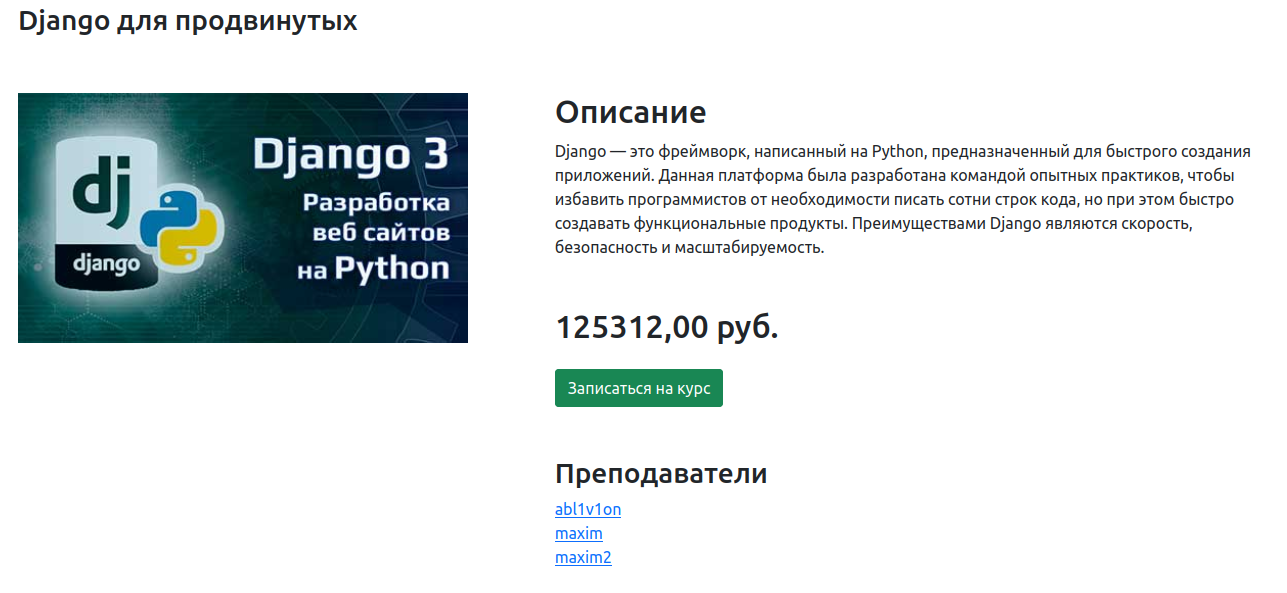 Django для продвинутых
dj
django
Django 3
Разработка
веб сайтов
на Python
Описание
Django — это фреймворк, написанный на Python, предназначенный для быстрого создания
приложений. Данная платформа была разработана командой опытных практиков, чтобы
избавить программистов от необходимости писать сотни строк кода, но при этом быстро
создавать функциональные продукты. Преимуществами Django являются скорость,
безопасность и масштабируемость.
125312,00 руб.
Записаться на курс
Преподаватели
abl1v1on
maxim
maxim2